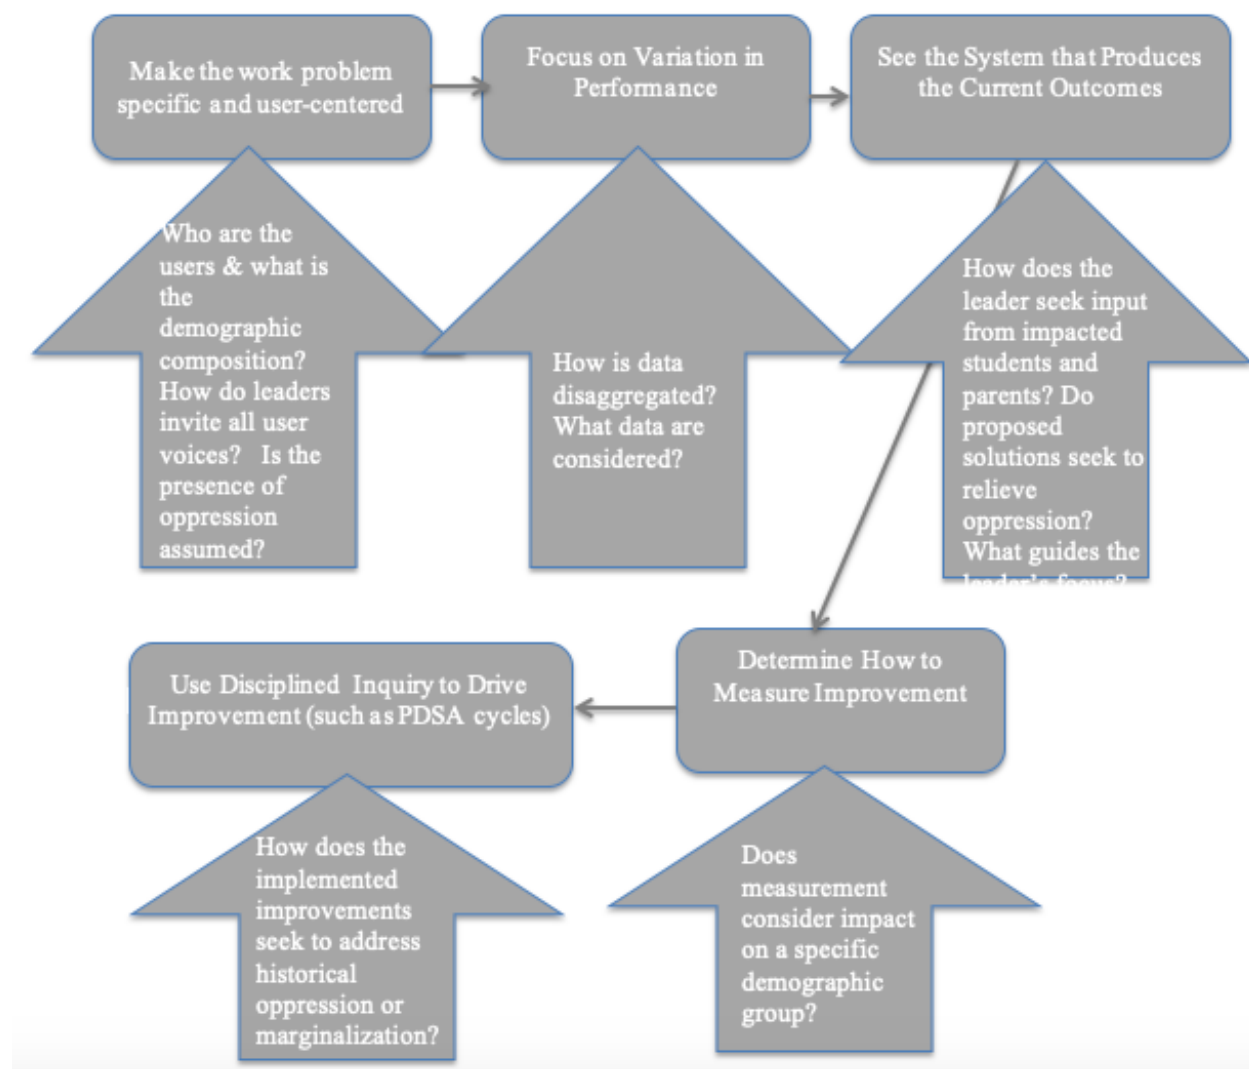 Make the work problem
specific and user-centered
Focus on Variation in
Performance
See the System that Produces
the Current Outcomes
Who are the
users & what is
the
demographic
composition?
How do leaders
invite all user
voices? Is the
presence of
oppression
assumed?
How is data
disaggregated?
What data are
considered?
How does the
leader seek input
from impacted
students and
parents? Do
proposed
solutions seek to
relieve
oppression?
What guides the
leader's focus?
Determine How to
Measure Improvement
Use Disciplined Inquiry to Drive
Improvement (such as PDSA cycles)
Does
measurement
consider impact
on a specific
demographic
group?
How does the
implemented
improvements
seek to address
historical
oppression or
marginalization?